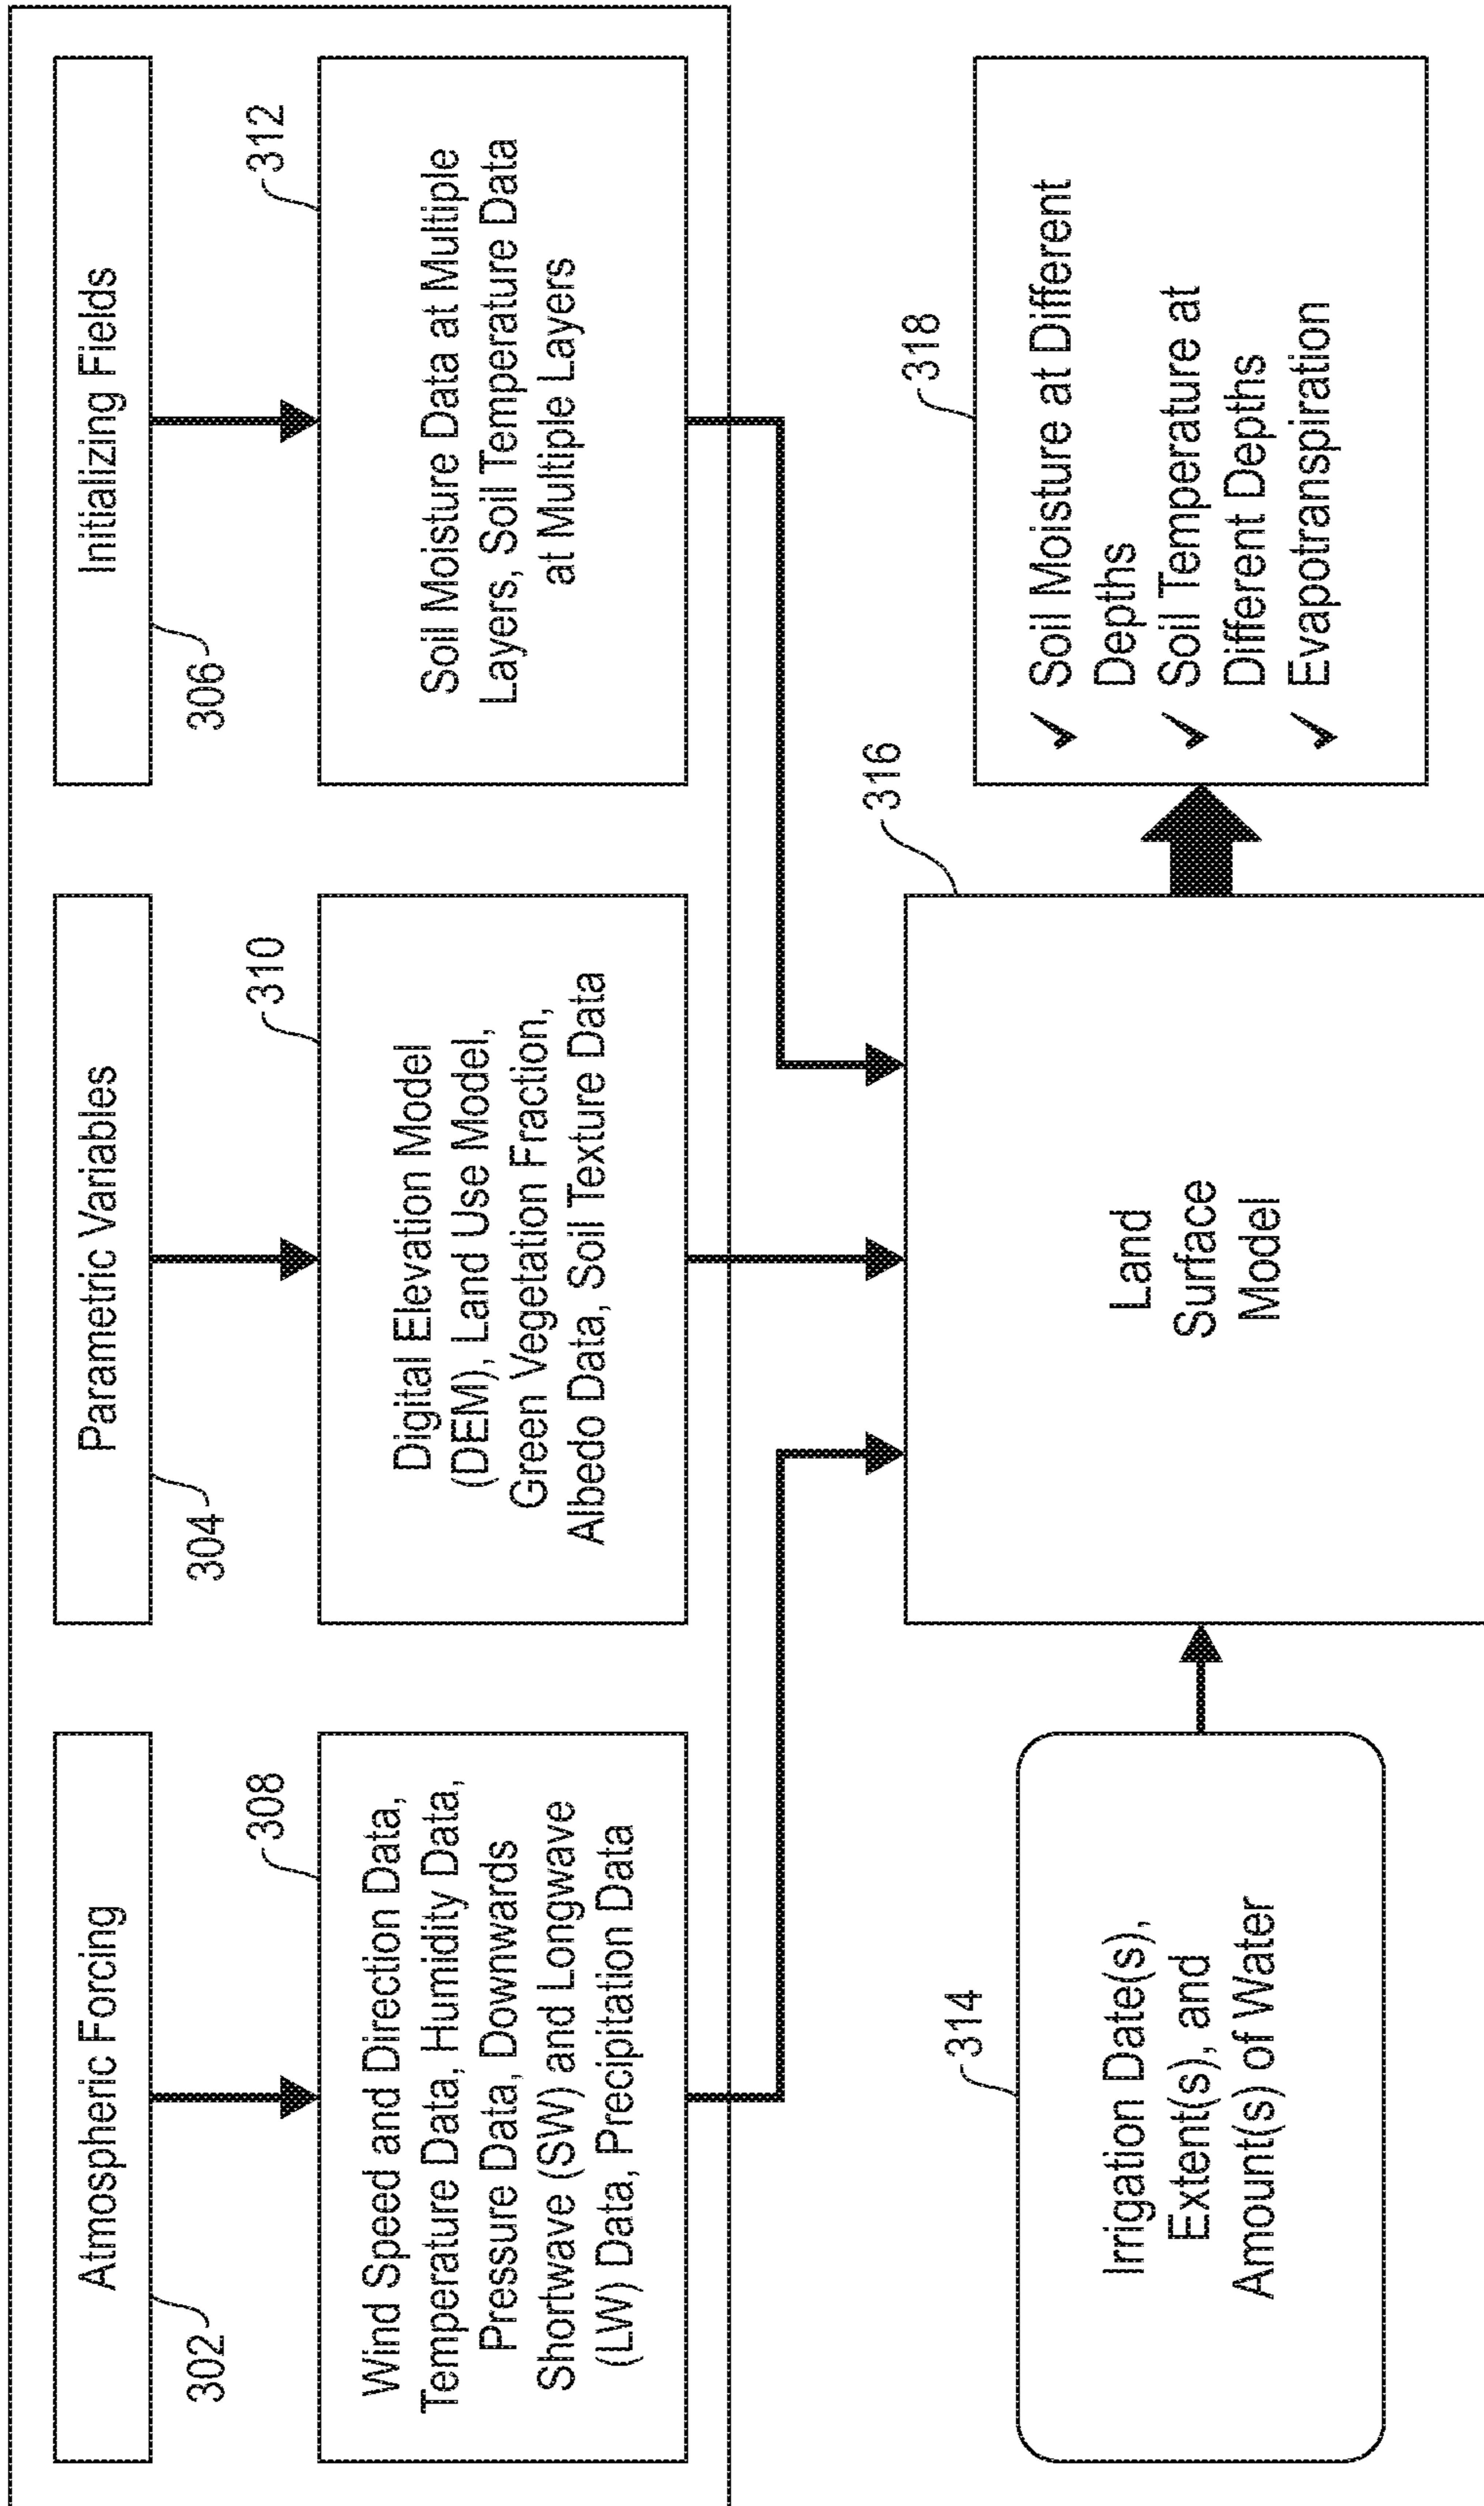 Atmospheric Forcing
302
Parametric Variables
304
Initializing Fields
306
308
Wind Speed and Direction Data,
Temperature Data, Humidity Data,
Pressure Data, Downwards
Shortwave (SW) and Longwave
(LW) Data, Precipitation Data
310
Digital Elevation Model
(DEM), Land Use Model,
Green Vegetation Fraction,
Albedo Data, Soil Texture Data
312
Soil Moisture Data at Multiple
Layers, Soil Temperature Data
at Multiple Layers
314
Irrigation Date(s),
Extent(s), and
Amount(s) of Water
316
Land
Surface
Model
318
✓ Soil Moisture at Different
Depths
✓ Soil Temperature at
Different Depths
✓ Evapotranspiration